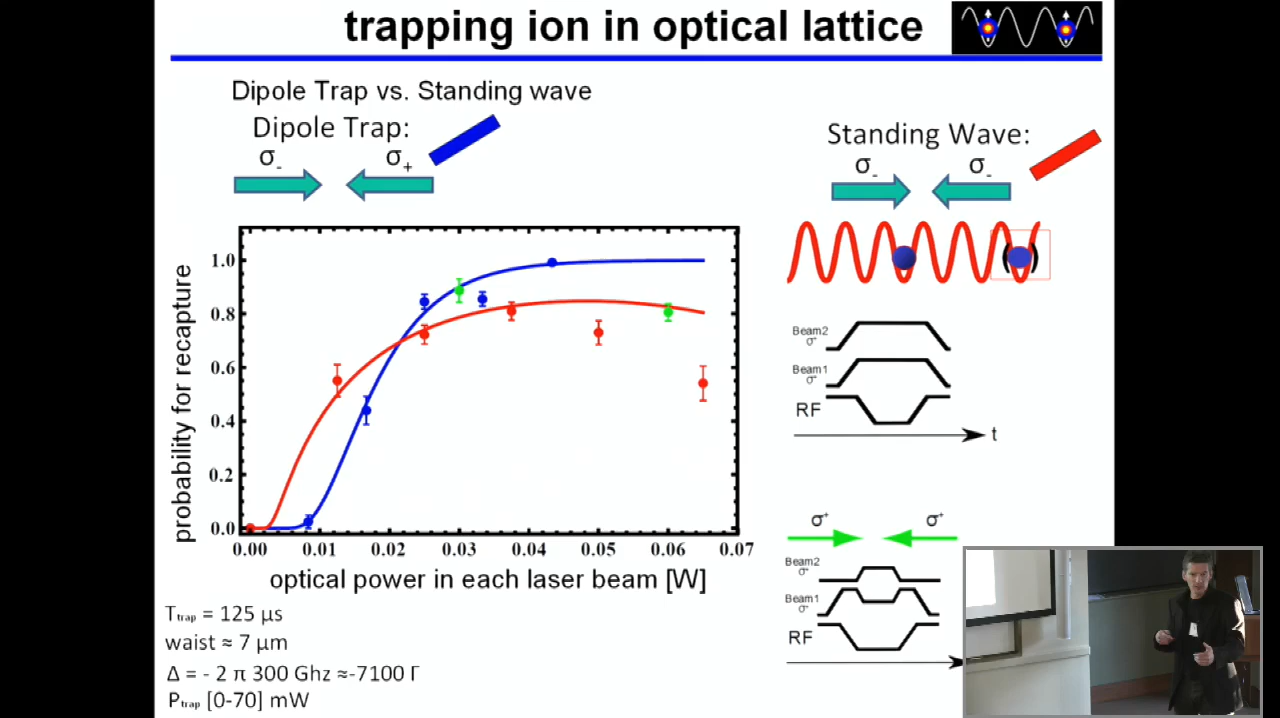 trapping ion in optical lattice
Dipole Trap vs. Standing wave
Dipole Trap:
σ- σ+
Standing Wave:
σ- σ-
probability for recapture
1.0
0.8
0.6
0.4
0.2
0.0
0.00 0.01 0.02 0.03 0.04 0.05 0.06 0.07
optical power in each laser beam [W]
Beam2
σ⁺
Beam1
σ⁺
RF
t
σ⁺ σ⁺
Beam2
σ⁺
Beam1
σ⁺
RF
Ttrap = 125 µs
waist ≈ 7 µm
Δ = - 2 π 300 Ghz ≈-7100 Γ
Ptrap [0-70] mW